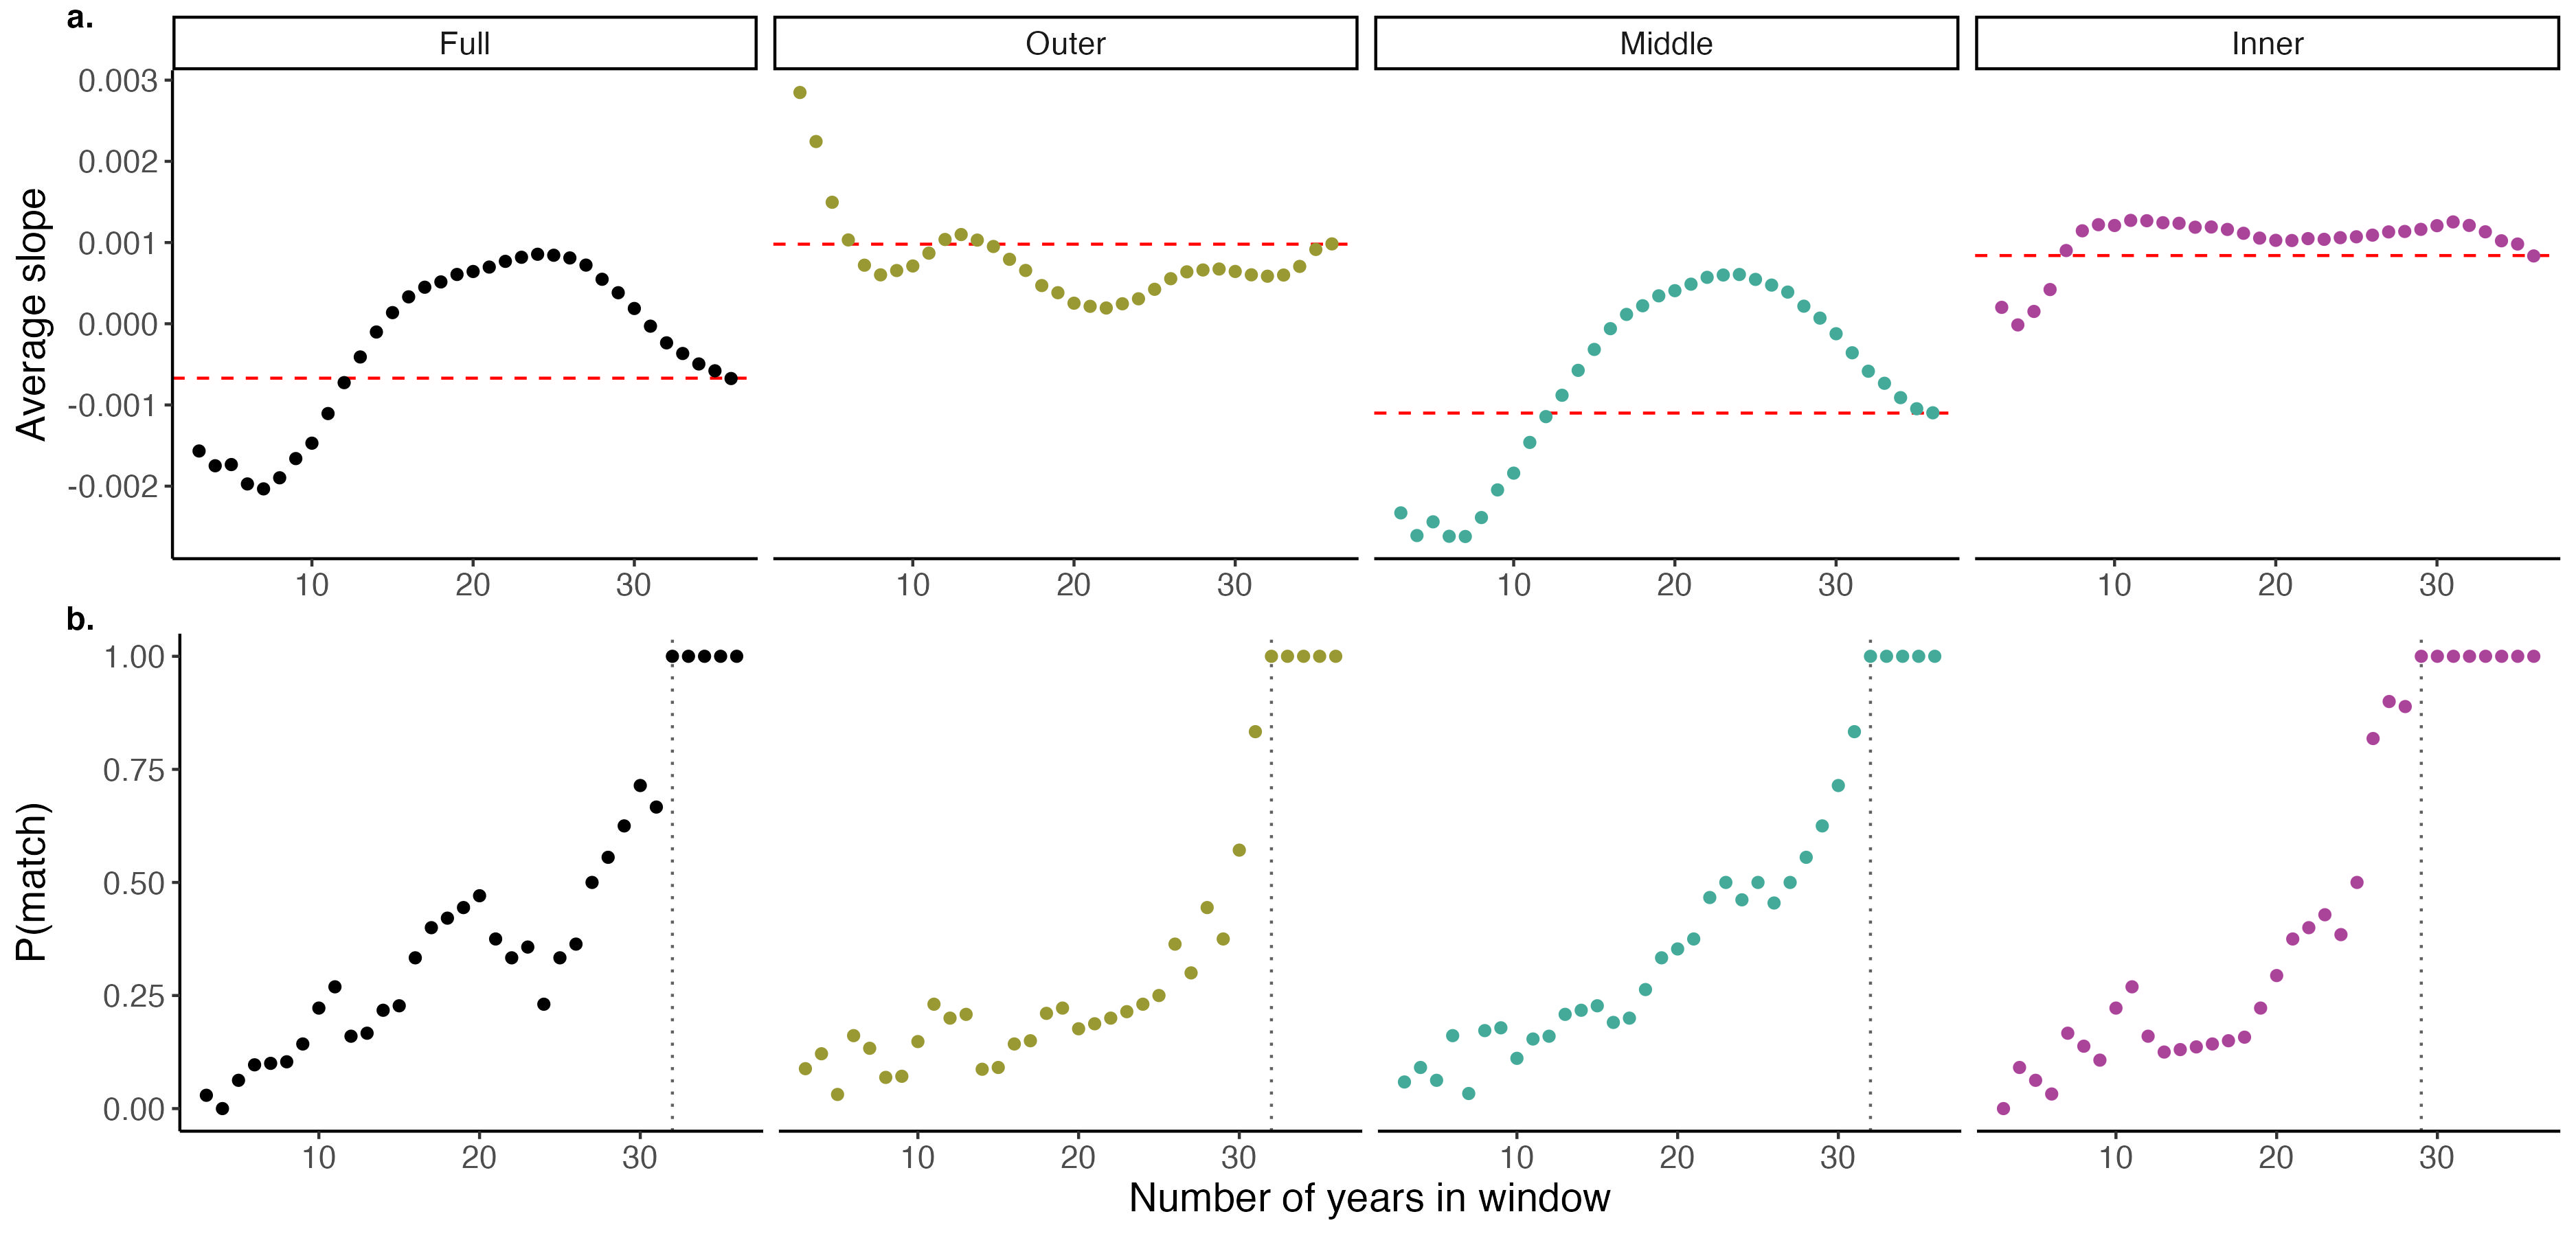 a.
Full Outer Middle Inner
0.003
0.002
0.001
0.000
-0.001
-0.002
Average slope
10 20 30 10 20 30 10 20 30 10 20 30
b.
1.00
0.75
0.50
0.25
0.00
P(match)
10 20 30 10 20 30 10 20 30 10 20 30
Number of years in window